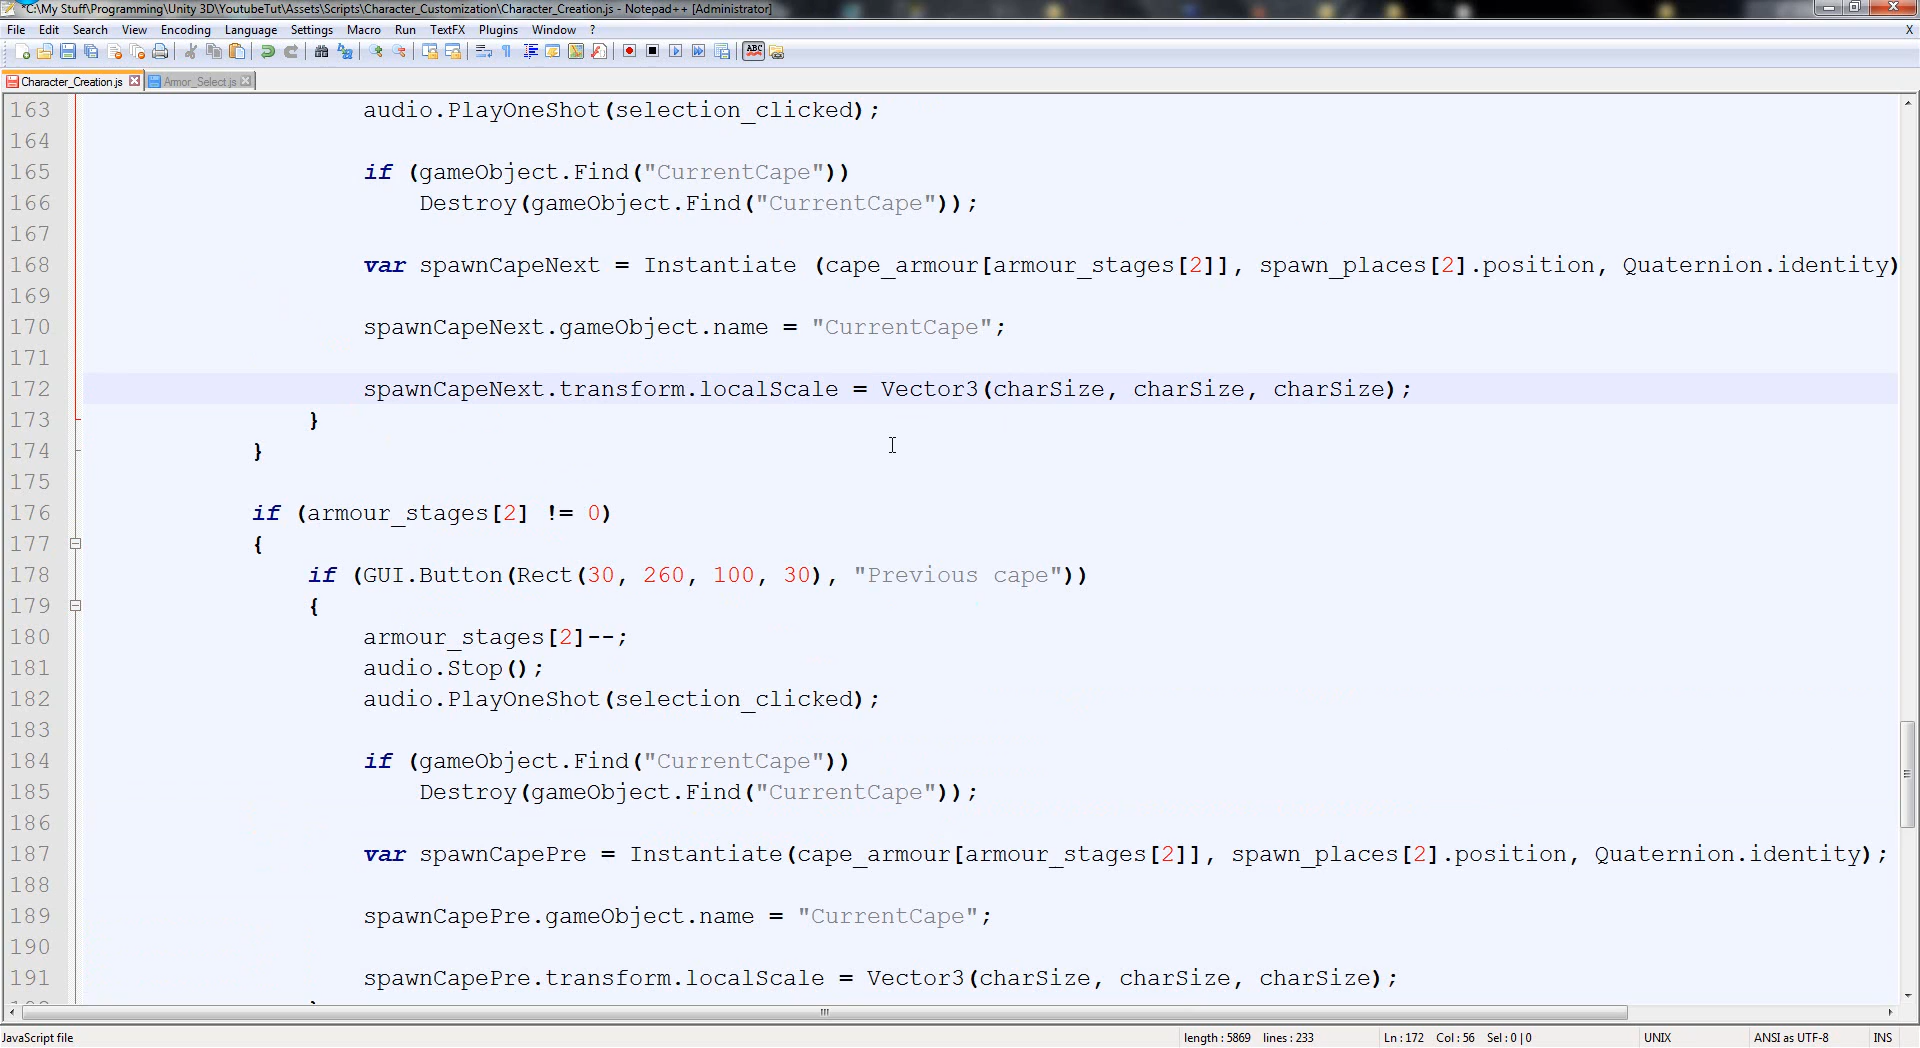 *C:\My Stuff\Programming\Unity 3D\YoutubeTut\Assets\Scripts\Character_Customization\Character_Creation.js - Notepad++ [Administrator]
File Edit Search View Encoding Language Settings Macro Run TextFX Plugins Window ? X
ABC
Character_Creation.js Armor_Select.js
163 audio.PlayOneShot(selection_clicked);
164
165 if (gameObject.Find("CurrentCape"))
166 Destroy(gameObject.Find("CurrentCape"));
167
168 var spawnCapeNext = Instantiate (cape_armour[armour_stages[2]], spawn_places[2].position, Quaternion.identity)
169
170 spawnCapeNext.gameObject.name = "CurrentCape";
171
172 spawnCapeNext.transform.localScale = Vector3(charSize, charSize, charSize);
173 }
174 }
175
176 if (armour_stages[2] != 0)
177 {
178 if (GUI.Button(Rect(30, 260, 100, 30), "Previous cape"))
179 {
180 armour_stages[2]--;
181 audio.Stop();
182 audio.PlayOneShot(selection_clicked);
183
184 if (gameObject.Find("CurrentCape"))
185 Destroy(gameObject.Find("CurrentCape"));
186
187 var spawnCapePre = Instantiate(cape_armour[armour_stages[2]], spawn_places[2].position, Quaternion.identity);
188
189 spawnCapePre.gameObject.name = "CurrentCape";
190
191 spawnCapePre.transform.localScale = Vector3(charSize, charSize, charSize);
JavaScript file length : 5869 lines : 233 Ln : 172 Col : 56 Sel : 0 | 0 UNIX ANSI as UTF-8 INS